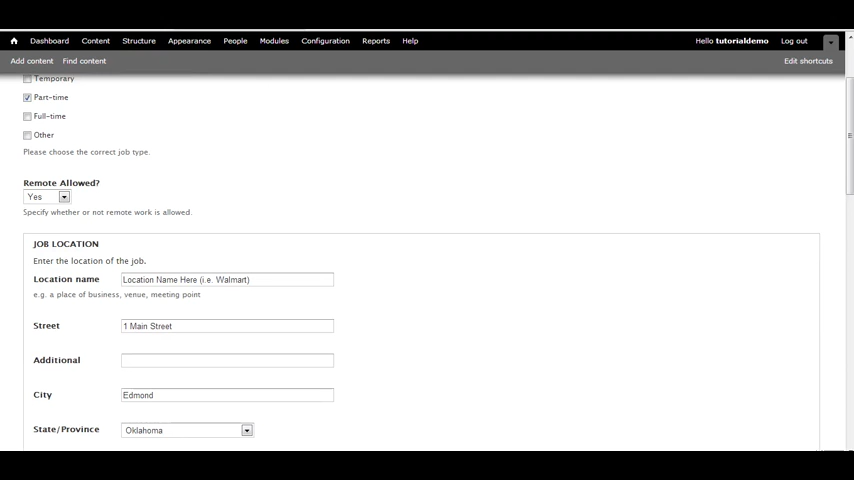 Dashboard Content Structure Appearance People Modules Configuration Reports Help Hello tutorialdemo Log out
Add content Find content Edit shortcuts
Temporary
Part-time
Full-time
Other
Please choose the correct job type.
Remote Allowed?
Yes
Specify whether or not remote work is allowed.
JOB LOCATION
Enter the location of the job.
Location name Location Name Here (i.e. Walmart)
e.g. a place of business, venue, meeting point
Street 1 Main Street
Additional
City Edmond
State/Province Oklahoma